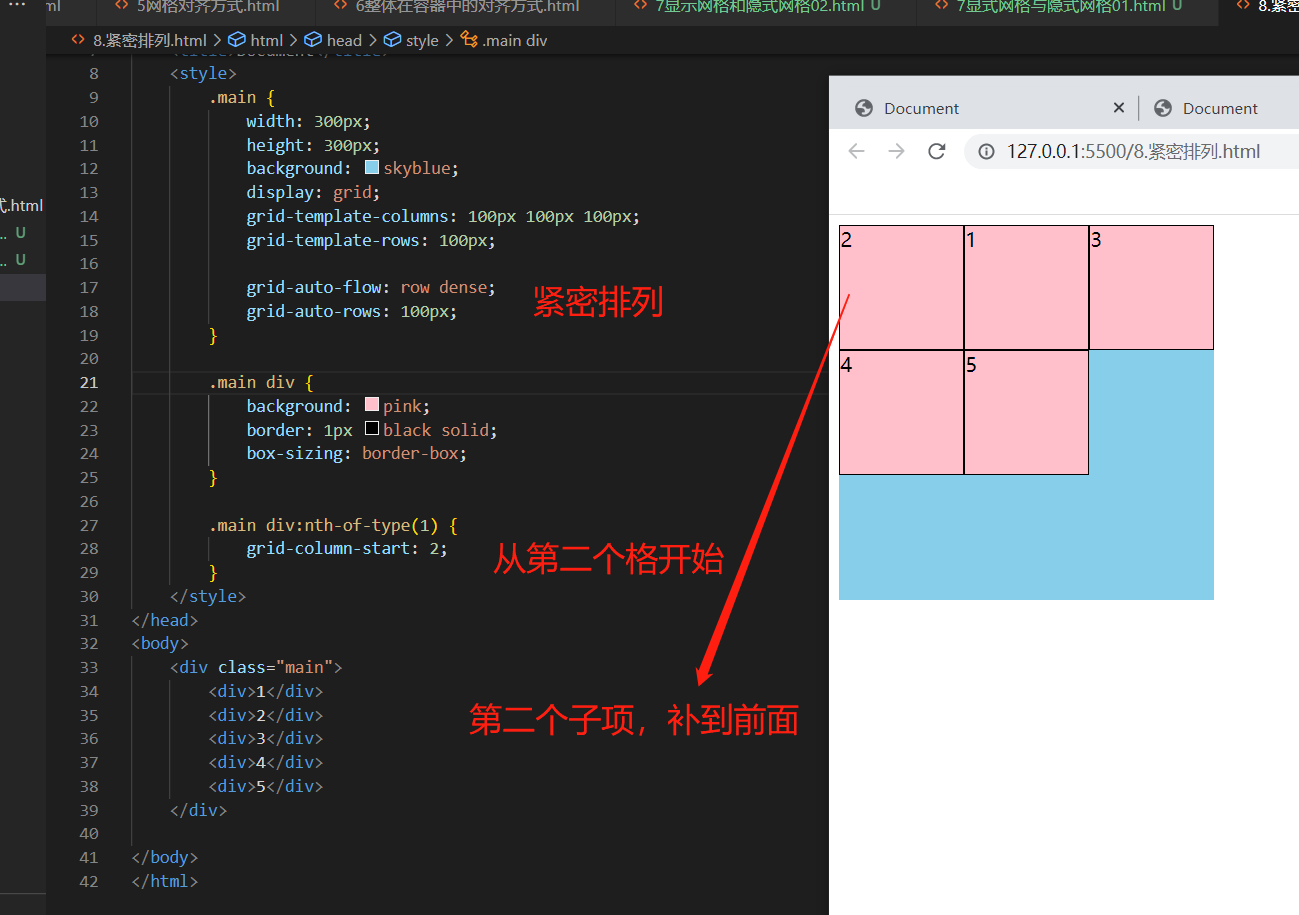 5网格对齐方式.html
6整体在容器中的对齐方式.html
7显示网格和隐式网格02.html U
7显式网格与隐式网格01.html U
8.紧密排列.html > html > head > style > .main div
.html
U
U
8 <style>
9 .main {
10 width: 300px;
11 height: 300px;
12 background: skyblue;
13 display: grid;
14 grid-template-columns: 100px 100px 100px;
15 grid-template-rows: 100px;
16
17 grid-auto-flow: row dense;
18 grid-auto-rows: 100px;
19 }
20
21 .main div {
22 background: pink;
23 border: 1px black solid;
24 box-sizing: border-box;
25 }
26
27 .main div:nth-of-type(1) {
28 grid-column-start: 2;
29 }
30 </style>
31 </head>
32 <body>
33 <div class="main">
34 <div>1</div>
35 <div>2</div>
36 <div>3</div>
37 <div>4</div>
38 <div>5</div>
39 </div>
40
41 </body>
42 </html>
紧密排列
从第二个格开始
第二个子项，补到前面
Document
Document
127.0.0.1:5500/8.紧密排列.html
2 1 3
4 5